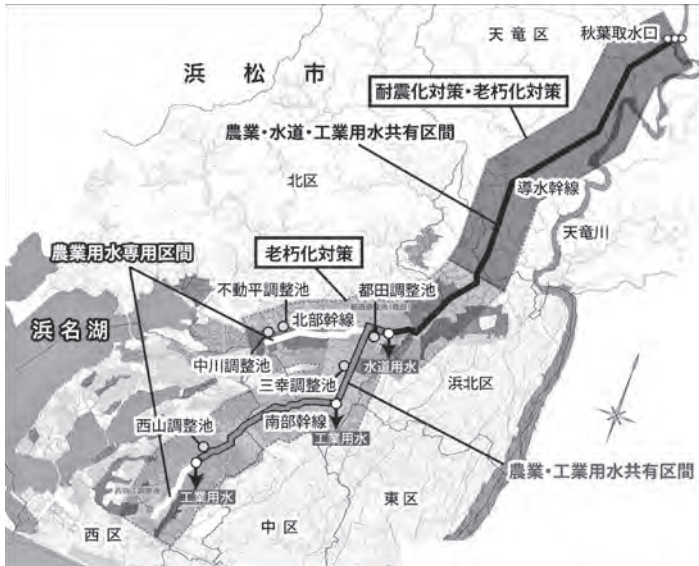 天竜区
秋葉取水口
浜松市
耐震化対策・老朽化対策
農業・水道・工業用水共有区間
北区
導水幹線
天竜川
農業用水専用区間
老朽化対策
不動平調整池
都田調整池
北部幹線
浜名湖
中川調整池
水道用水
三幸調整池
浜北区
西山調整池
南部幹線
工業用水
農業・工業用水共有区間
工業用水
東区
中区
西区